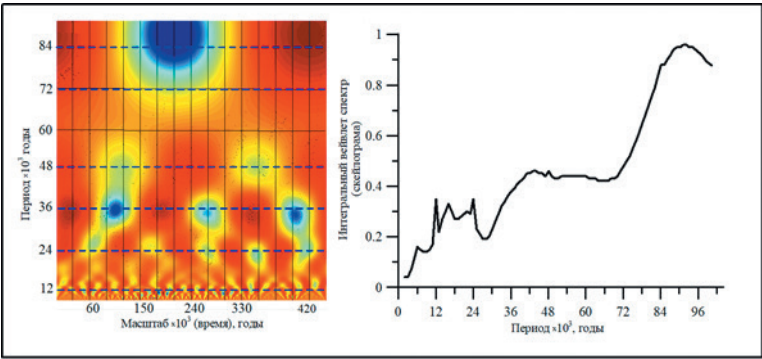 84
72
60
48
36
24
12
Период ×10³ годы
60 150 240 330 420
Масштаб ×10³ (время), годы
1
0.8
0.6
0.4
0.2
0
Интегральный вейвлет спектр
(скейлограма)
0 12 24 36 48 60 72 84 96
Период ×10³, годы